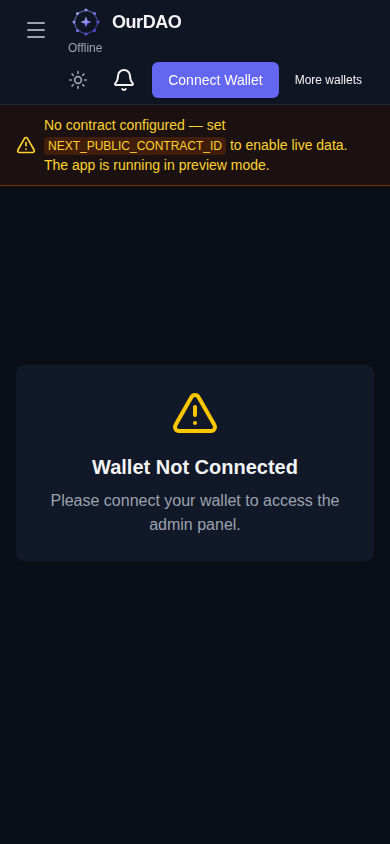 OurDAO
Offline
Connect Wallet
More wallets
No contract configured — set
NEXT_PUBLIC_CONTRACT_ID to enable live data.
The app is running in preview mode.
Wallet Not Connected
Please connect your wallet to access the
admin panel.